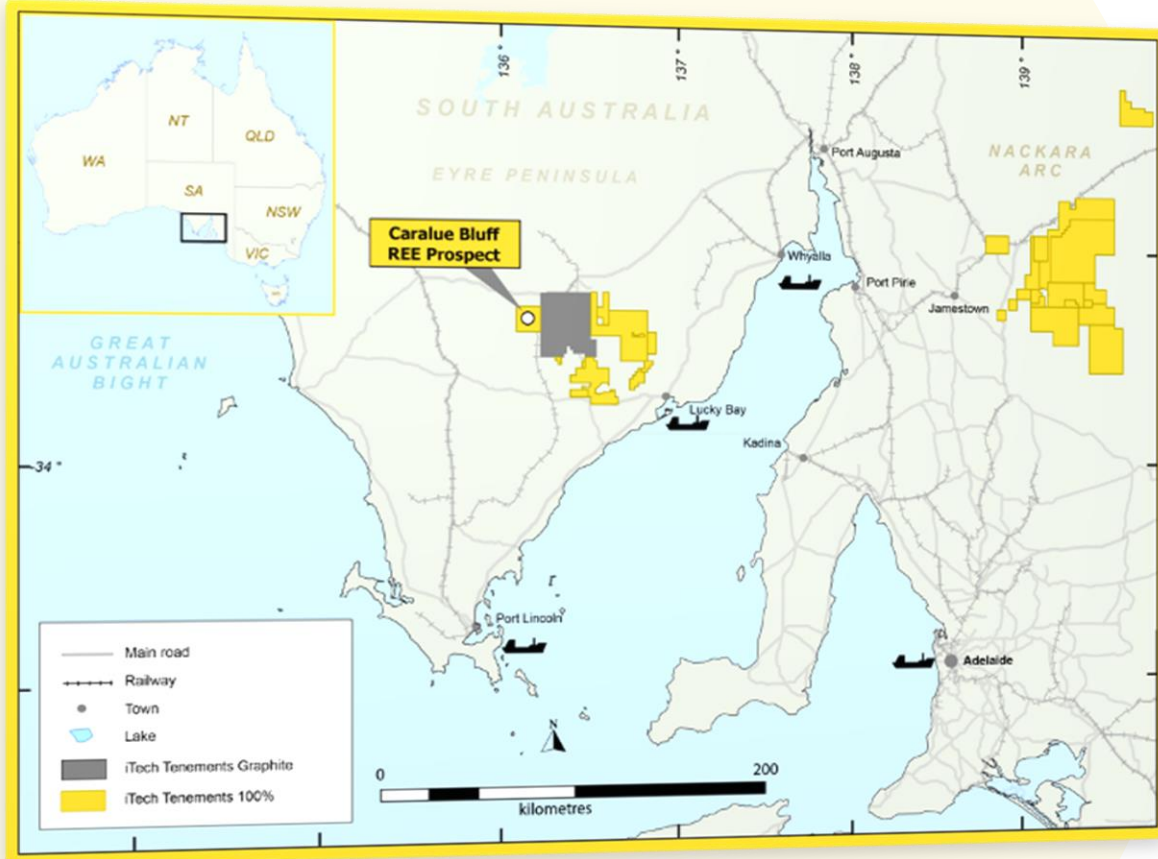 136 °
137 °
138 °
139 °
NT
QLD
WA
SA
NSW
VIC
SOUTH AUSTRALIA
EYRE PENINSULA
NACKARA
ARC
Port Augusta
Caralue Bluff
REE Prospect
Whyalla
Port Pirie
Jamestown
GREAT
AUSTRALIAN
BIGHT
Lucky Bay
Kadina
-34 °
Port Lincoln
Adelaide
Main road
Railway
Town
Lake
iTech Tenements Graphite
iTech Tenements 100%
N
0
200
kilometres